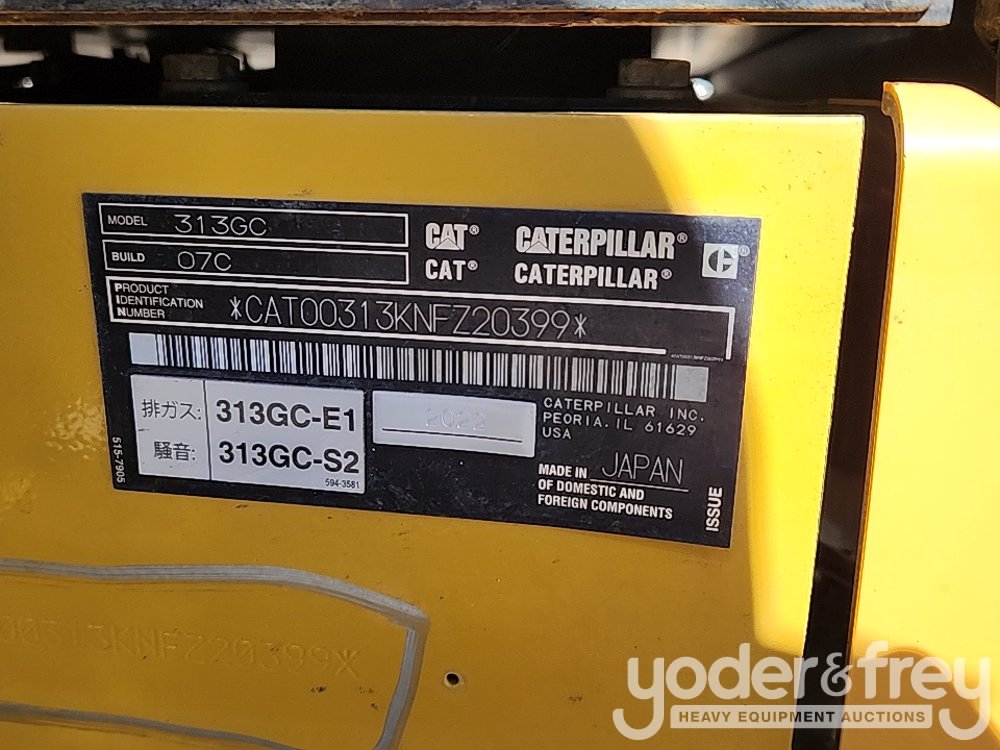 MODEL 313GC
BUILD 07C
CAT® CATERPILLAR®
CAT® CATERPILLAR®
C®
PRODUCT
IDENTIFICATION
NUMBER
*CAT00313KNFZ20399*
排ガス: 313GC-E1
騒音: 313GC-S2
594-3581
515-7905
2022
CATERPILLAR INC.
PEORIA, IL 61629
USA
MADE IN JAPAN
OF DOMESTIC AND
FOREIGN COMPONENTS
ISSUE
00313KNFZ20399*
yoder&frey
HEAVY EQUIPMENT AUCTIONS